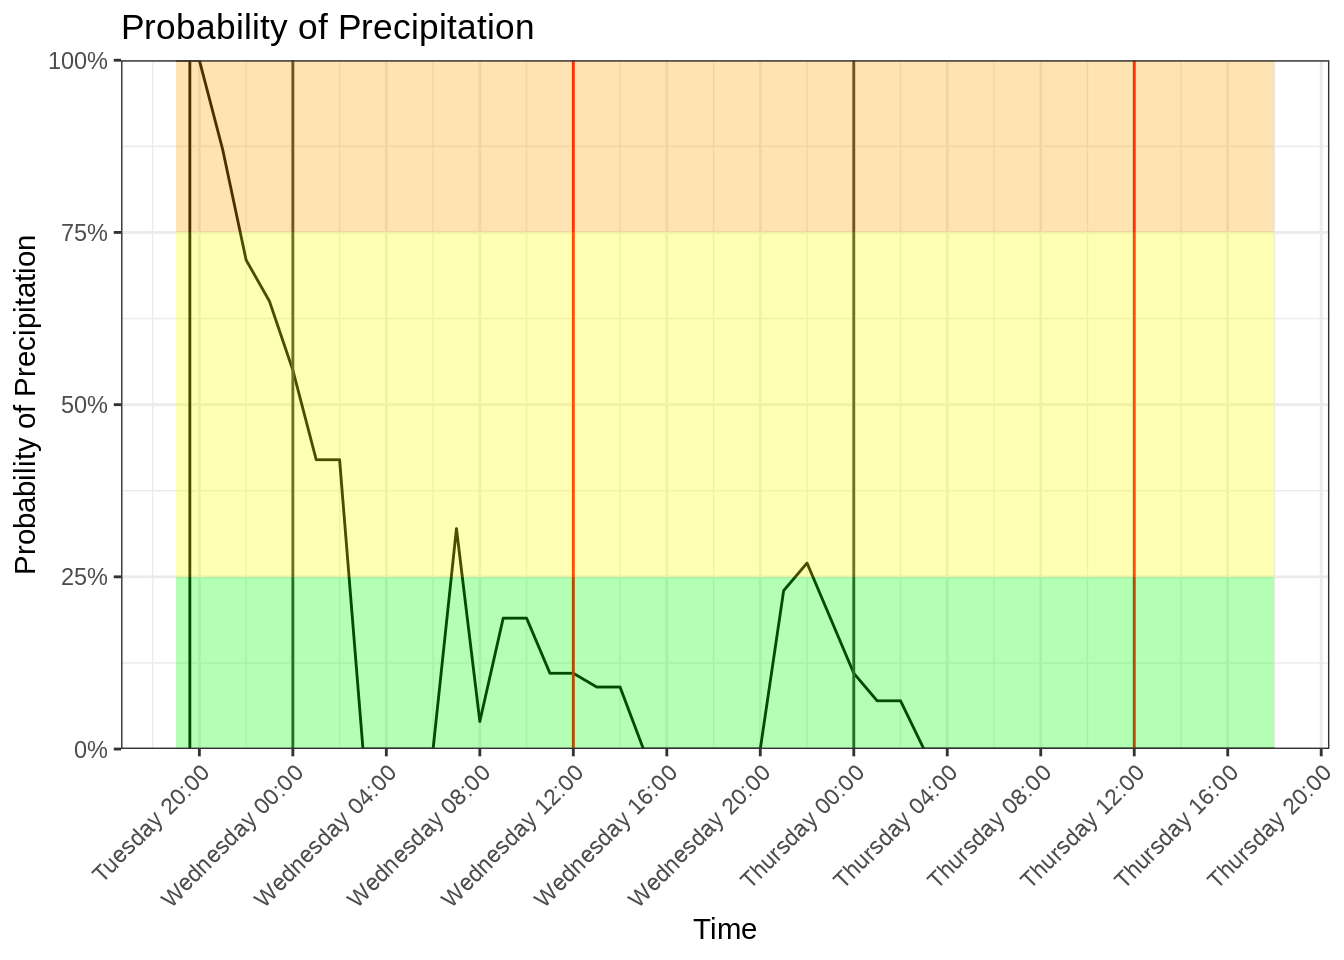 Probability of Precipitation
Probability of Precipitation
100%
75%
50%
25%
0%
Tuesday 20:00
Wednesday 00:00
Wednesday 04:00
Wednesday 08:00
Wednesday 12:00
Wednesday 16:00
Wednesday 20:00
Thursday 00:00
Thursday 04:00
Thursday 08:00
Thursday 12:00
Thursday 16:00
Thursday 20:00
Time